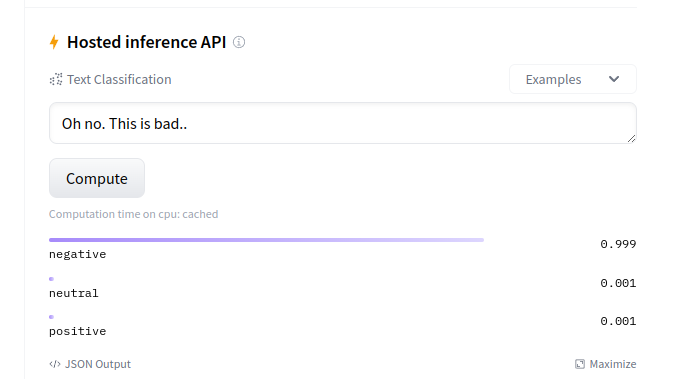 Hosted inference API
Text Classification
Examples
Oh no. This is bad..
Compute
Computation time on cpu: cached
0.999
negative
0.001
neutral
0.001
positive
</> JSON Output
Maximize